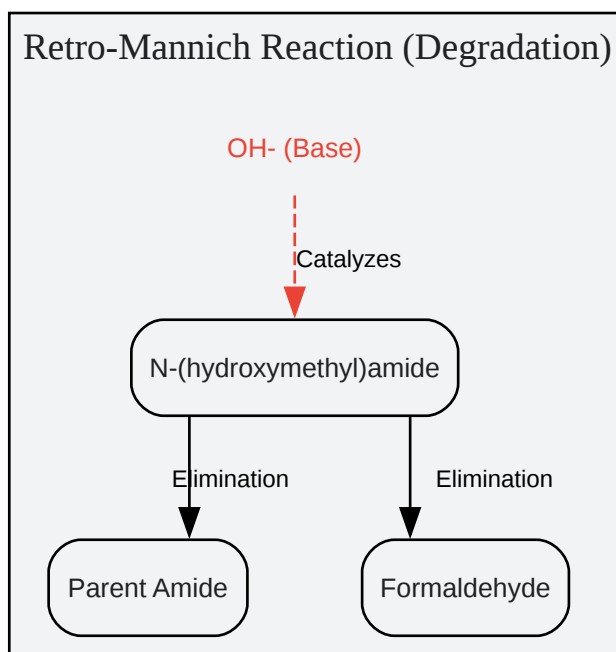 Retro-Mannich Reaction (Degradation)
OH- (Base)
Catalyzes
N-(hydroxymethyl)amide
Elimination
Elimination
Parent Amide
Formaldehyde